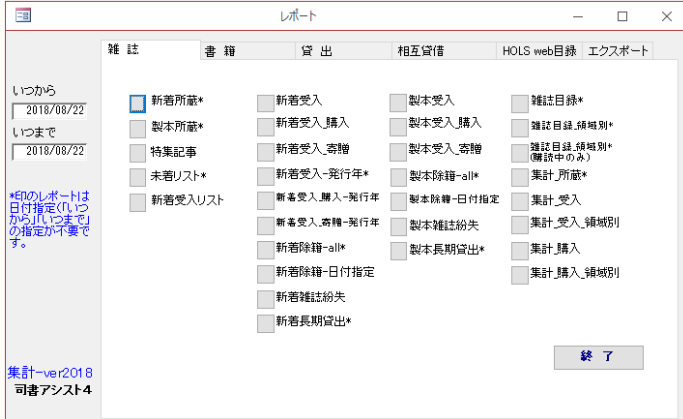 レポート
雑 誌
書 籍
貸 出
相互貸借
HOLS web目録
エクスポート
いつから
2018/08/22
いつまで
2018/08/22
*印のレポートは
日付指定(「いつ
から」「いつまで」
の指定が不要で
す。
集計-ver2018
司書アシスト4
新着所蔵*
製本所蔵*
特集記事
未着リスト*
新着受入リスト
新着受入
新着受入_購入
新着受入_寄贈
新着受入-発行年*
新着受入_購入-発行年
新着受入_寄贈-発行年
新着除籍-all*
新着除籍-日付指定
新着雑誌紛失
新着長期貸出*
製本受入
製本受入_購入
製本受入_寄贈
製本除籍-all*
製本除籍-日付指定
製本雑誌紛失
製本長期貸出*
雑誌目録*
雑誌目録_領域別*
雑誌目録_領域別*
(購読中のみ)
集計_所蔵*
集計_受入
集計_受入_領域別
集計_購入
集計_購入_領域別
終 了